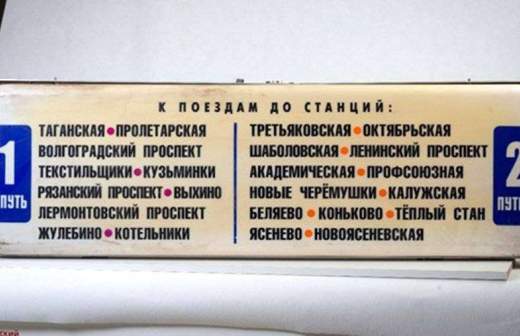 К ПОЕЗДАМ ДО СТАНЦИЙ:
1
ПУТЬ
ТАГАНСКАЯ•ПРОЛЕТАРСКАЯ
ВОЛГОГРАДСКИЙ ПРОСПЕКТ
ТЕКСТИЛЬЩИКИ•КУЗЬМИНКИ
РЯЗАНСКИЙ ПРОСПЕКТ•ВЫХИНО
ЛЕРМОНТОВСКИЙ ПРОСПЕКТ
ЖУЛЕБИНО•КОТЕЛЬНИКИ
ТРЕТЬЯКОВСКАЯ•ОКТЯБРЬСКАЯ
ШАБОЛОВСКАЯ•ЛЕНИНСКИЙ ПРОСПЕКТ
АКАДЕМИЧЕСКАЯ•ПРОФСОЮЗНАЯ
НОВЫЕ ЧЕРЁМУШКИ•КАЛУЖСКАЯ
БЕЛЯЕВО•КОНЬКОВО•ТЁПЛЫЙ СТАН
ЯСЕНЕВО•НОВОЯСЕНЕВСКАЯ
2
ПУТЬ